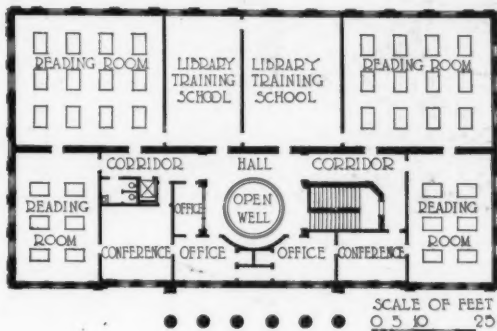 READING ROOM
LIBRARY
TRAINING
SCHOOL
LIBRARY
TRAINING
SCHOOL
READING ROOM
CORRIDOR
HALL
CORRIDOR
READING
ROOM
OFFICE
OPEN
WELL
READING
ROOM
CONFERENCE
OFFICE
OFFICE
CONFERENCE
SCALE OF FEET
0 5 10 25